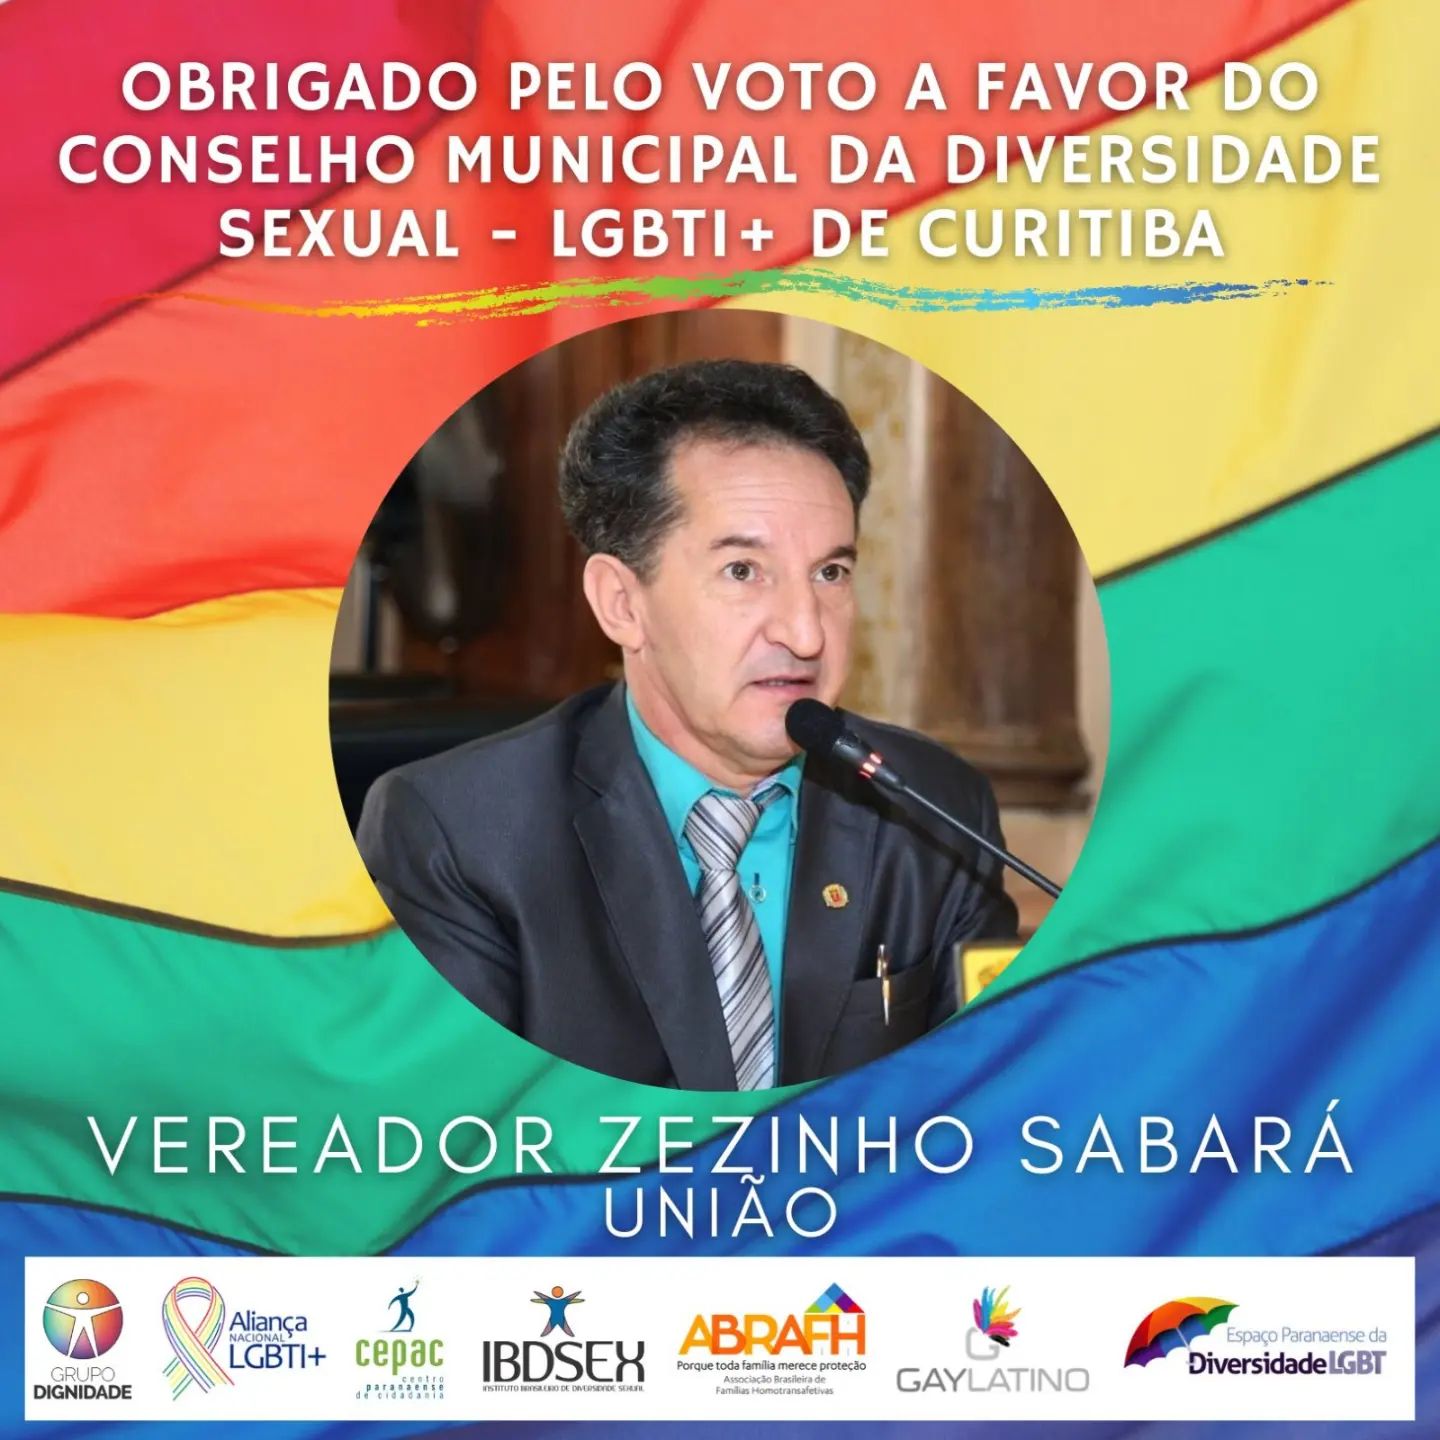 OBRIGADO PELO VOTO A FAVOR DO
CONSELHO MUNICIPAL DA DIVERSIDADE
SEXUAL - LGBTI+ DE CURITIBA
VEREADOR ZEZINHO SABARÁ
UNIÃO
GRUPO
DIGNIDADE
Aliança
NACIONAL
LGBTI+
cepac
centro
paranaense
de cidadania
IBDSEX
INSTITUTO BRASILEIRO DE DIVERSIDADE SEXUAL
ABRAFH
Porque toda família merece proteção
Associação Brasileira de
Famílias Homotransafetivas
G
GAYLATINO
Espaço Paranaense da
Diversidade LGBT